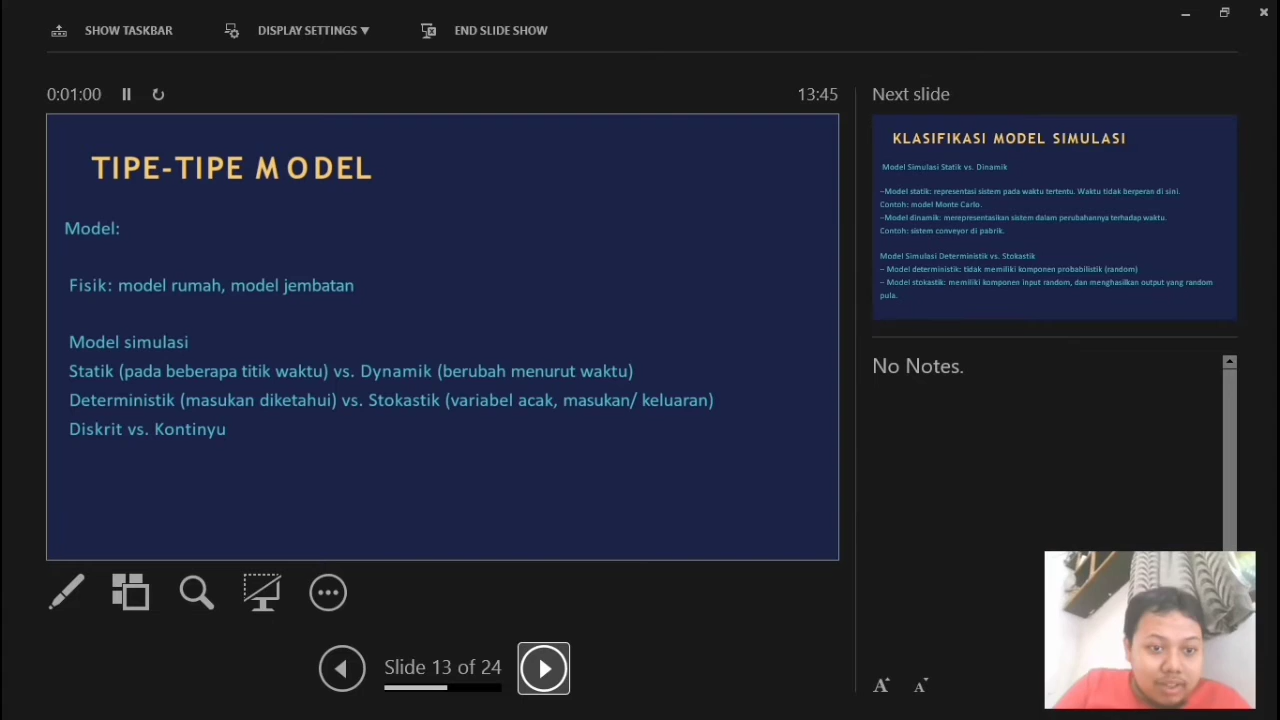 SHOW TASKBAR
DISPLAY SETTINGS
END SLIDE SHOW
0:01:00
13:45
TIPE-TIPE MODEL
Model:
Fisik: model rumah, model jembatan
Model simulasi
Statik (pada beberapa titik waktu) vs. Dynamik (berubah menurut waktu)
Deterministik (masukan diketahui) vs. Stokastik (variabel acak, masukan/ keluaran)
Diskrit vs. Kontinyu
Slide 13 of 24
Next slide
KLASIFIKASI MODEL SIMULASI
Model Simulasi Statik vs. Dinamik
–Model statik: representasi sistem pada waktu tertentu. Waktu tidak berperan di sini.
Contoh: model Monte Carlo.
–Model dinamik: merepresentasikan sistem dalam perubahannya terhadap waktu.
Contoh: sistem conveyor di pabrik.
Model Simulasi Deterministik vs. Stokastik
– Model deterministik: tidak memiliki komponen probabilistik (random)
– Model stokastik: memiliki komponen input random, dan menghasilkan output yang random
pula.
No Notes.
A A